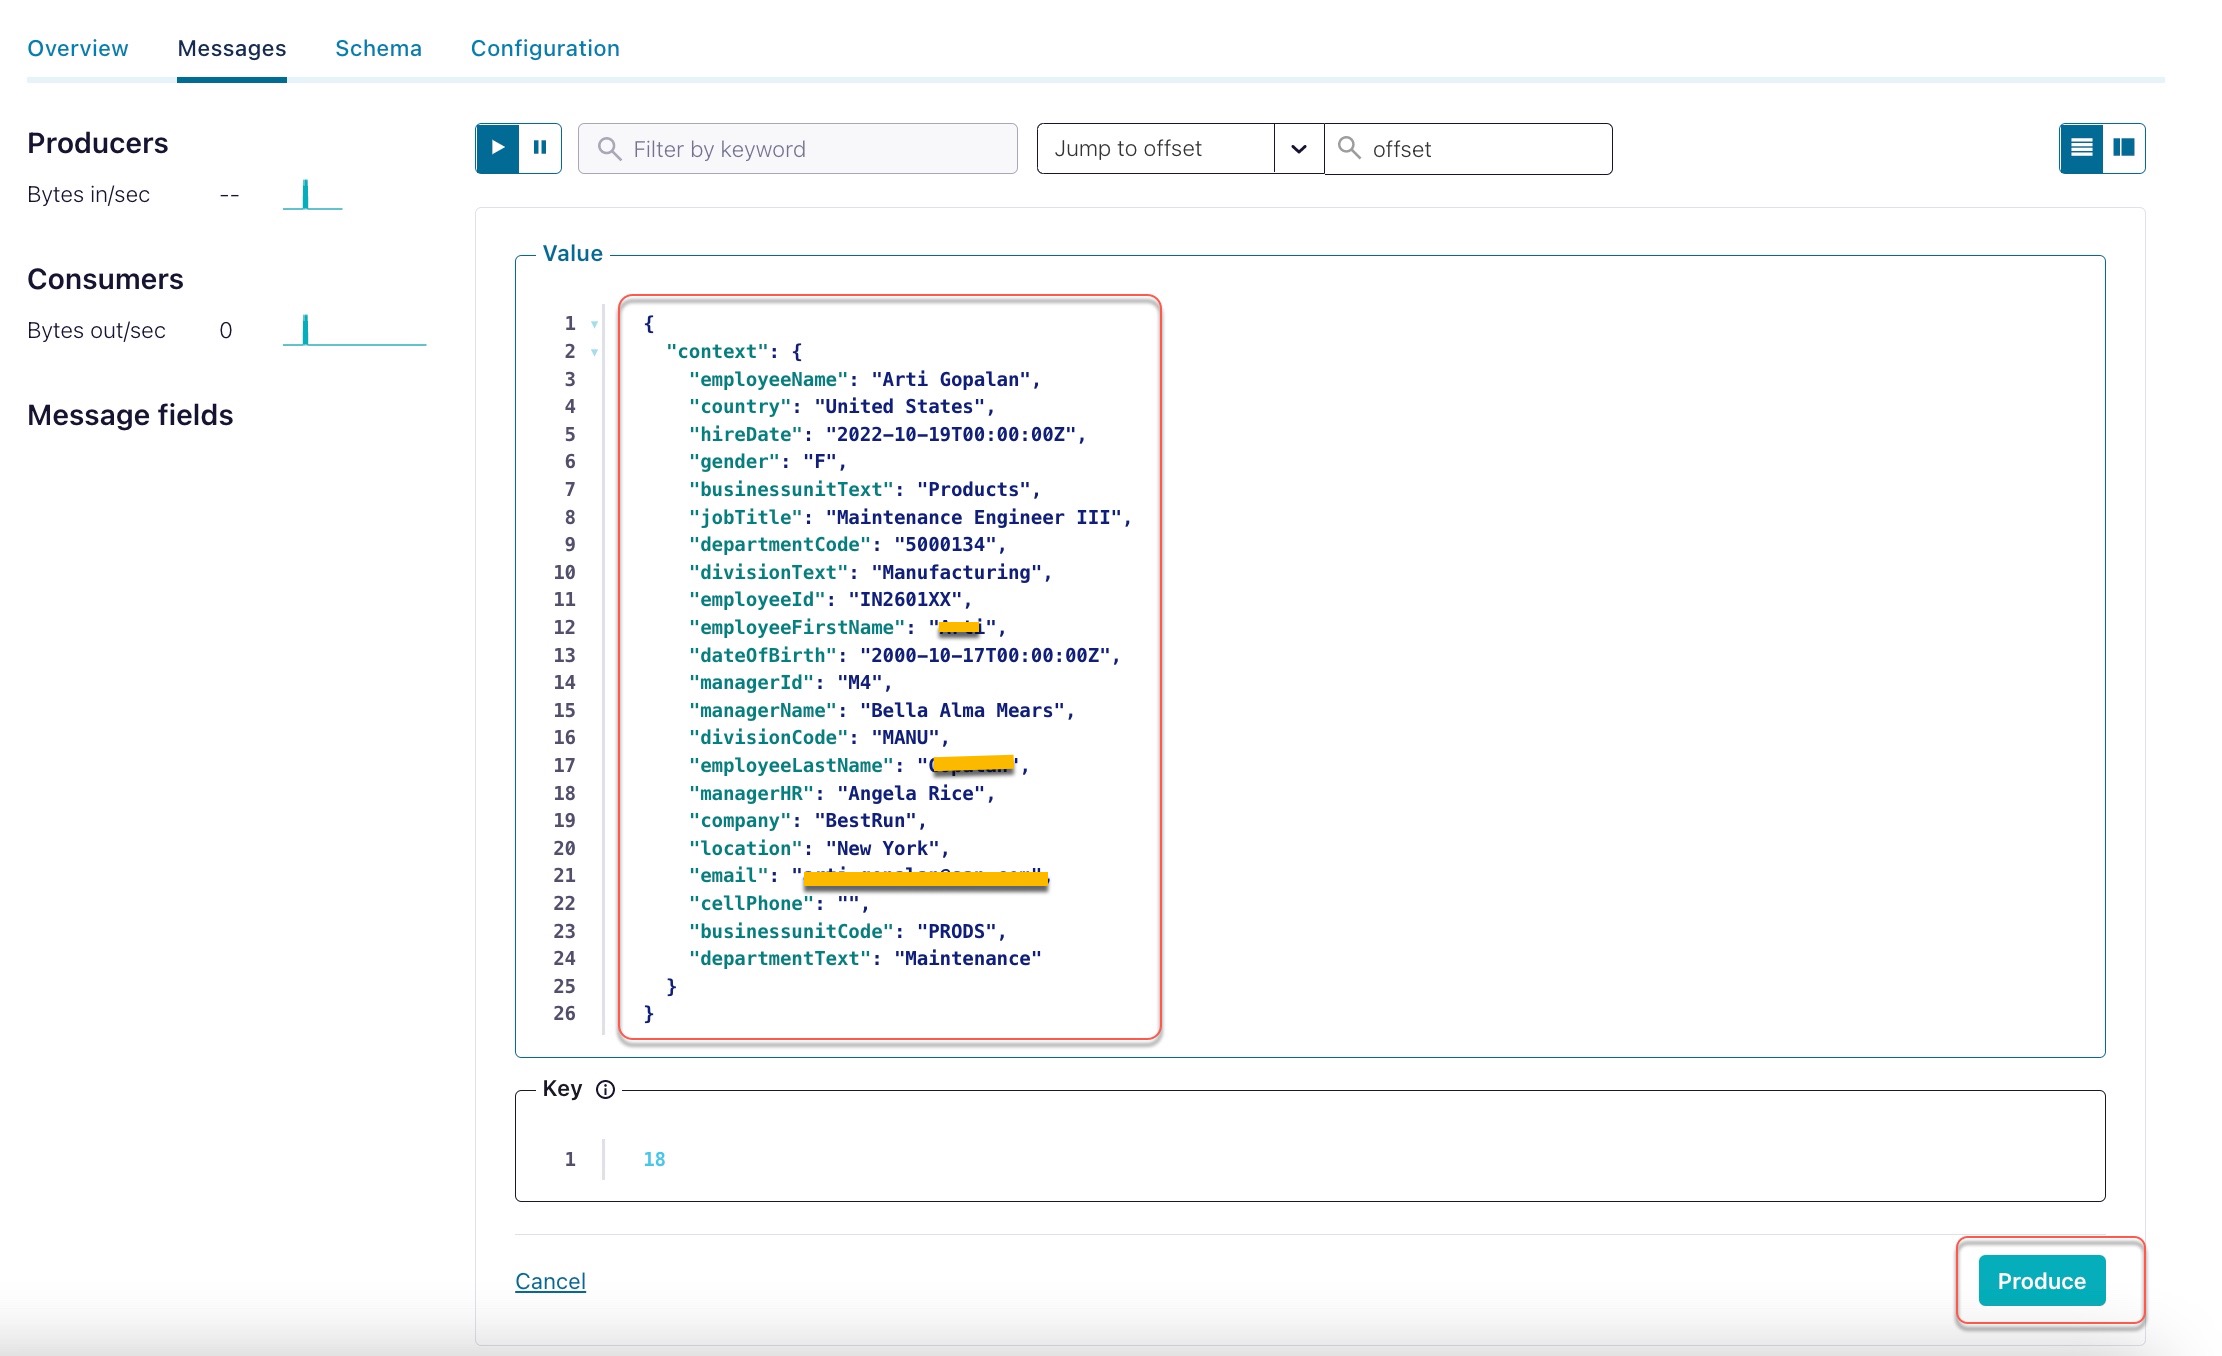 Overview Messages Schema Configuration
Producers
Bytes in/sec --
Consumers
Bytes out/sec 0
Message fields
Filter by keyword Jump to offset offset
Value
1 {
2 "context": {
3 "employeeName": "Arti Gopalan",
4 "country": "United States",
5 "hireDate": "2022-10-19T00:00:00Z",
6 "gender": "F",
7 "businessunitText": "Products",
8 "jobTitle": "Maintenance Engineer III",
9 "departmentCode": "5000134",
10 "divisionText": "Manufacturing",
11 "employeeId": "IN2601XX",
12 "employeeFirstName": "",
13 "dateOfBirth": "2000-10-17T00:00:00Z",
14 "managerId": "M4",
15 "managerName": "Bella Alma Mears",
16 "divisionCode": "MANU",
17 "employeeLastName": "",
18 "managerHR": "Angela Rice",
19 "company": "BestRun",
20 "location": "New York",
21 "email": "
22 "cellPhone": "",
23 "businessunitCode": "PRODS",
24 "departmentText": "Maintenance"
25 }
26 }
Key
1 18
Cancel Produce